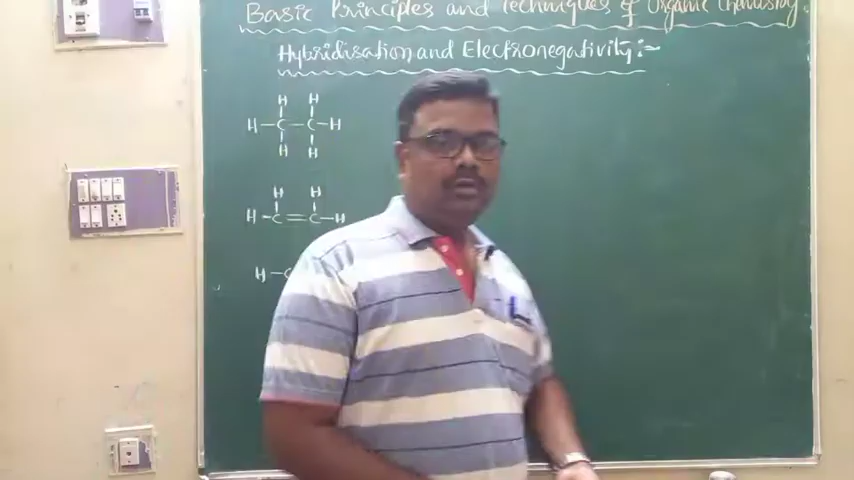 Basic Principles and Techniques of Organic Chemistry.
Hybridisation and Electronegativity :-
H H
H-C-C-H
H H
H H
H-C=C-H
H-C